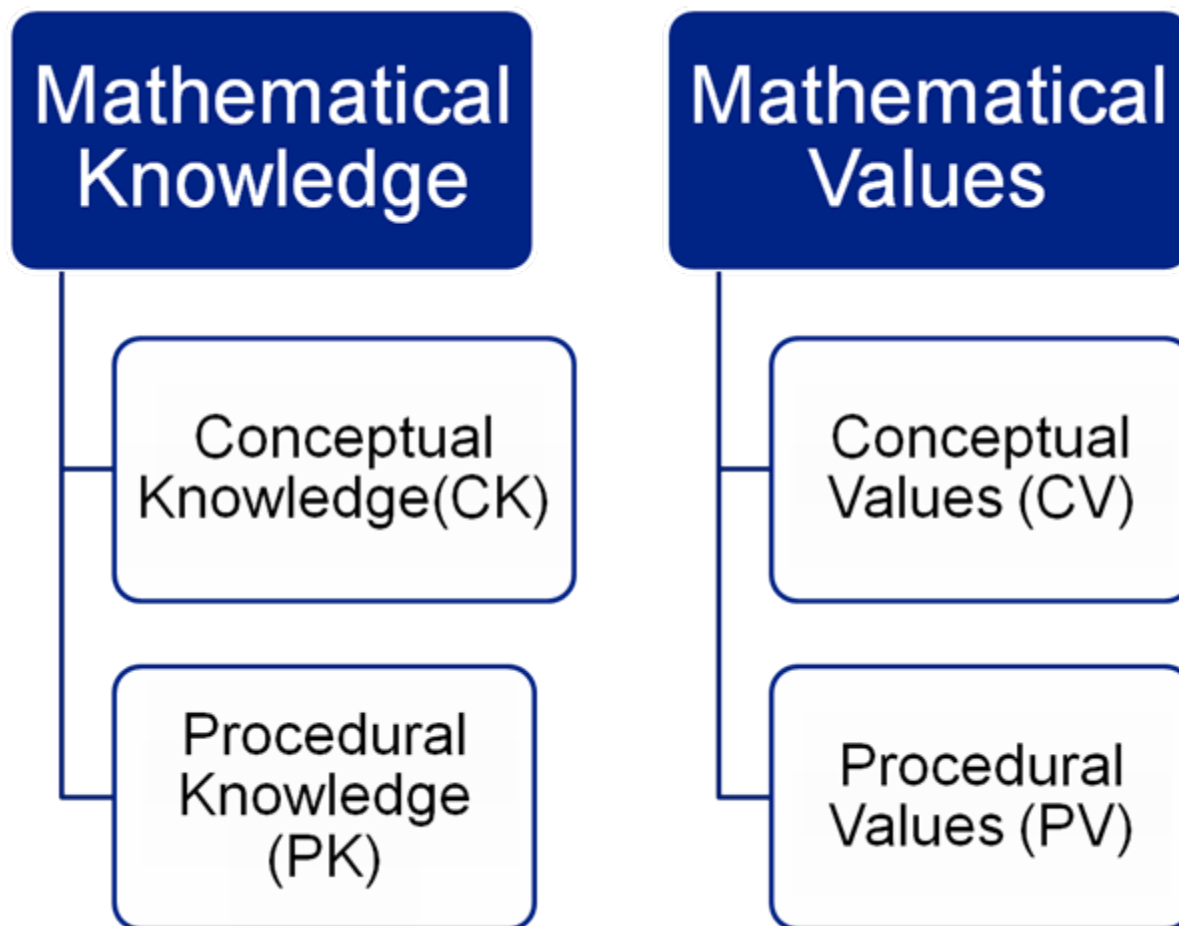 Mathematical
Knowledge
Conceptual
Knowledge(CK)
Procedural
Knowledge
(PK)
Mathematical
Values
Conceptual
Values (CV)
Procedural
Values (PV)